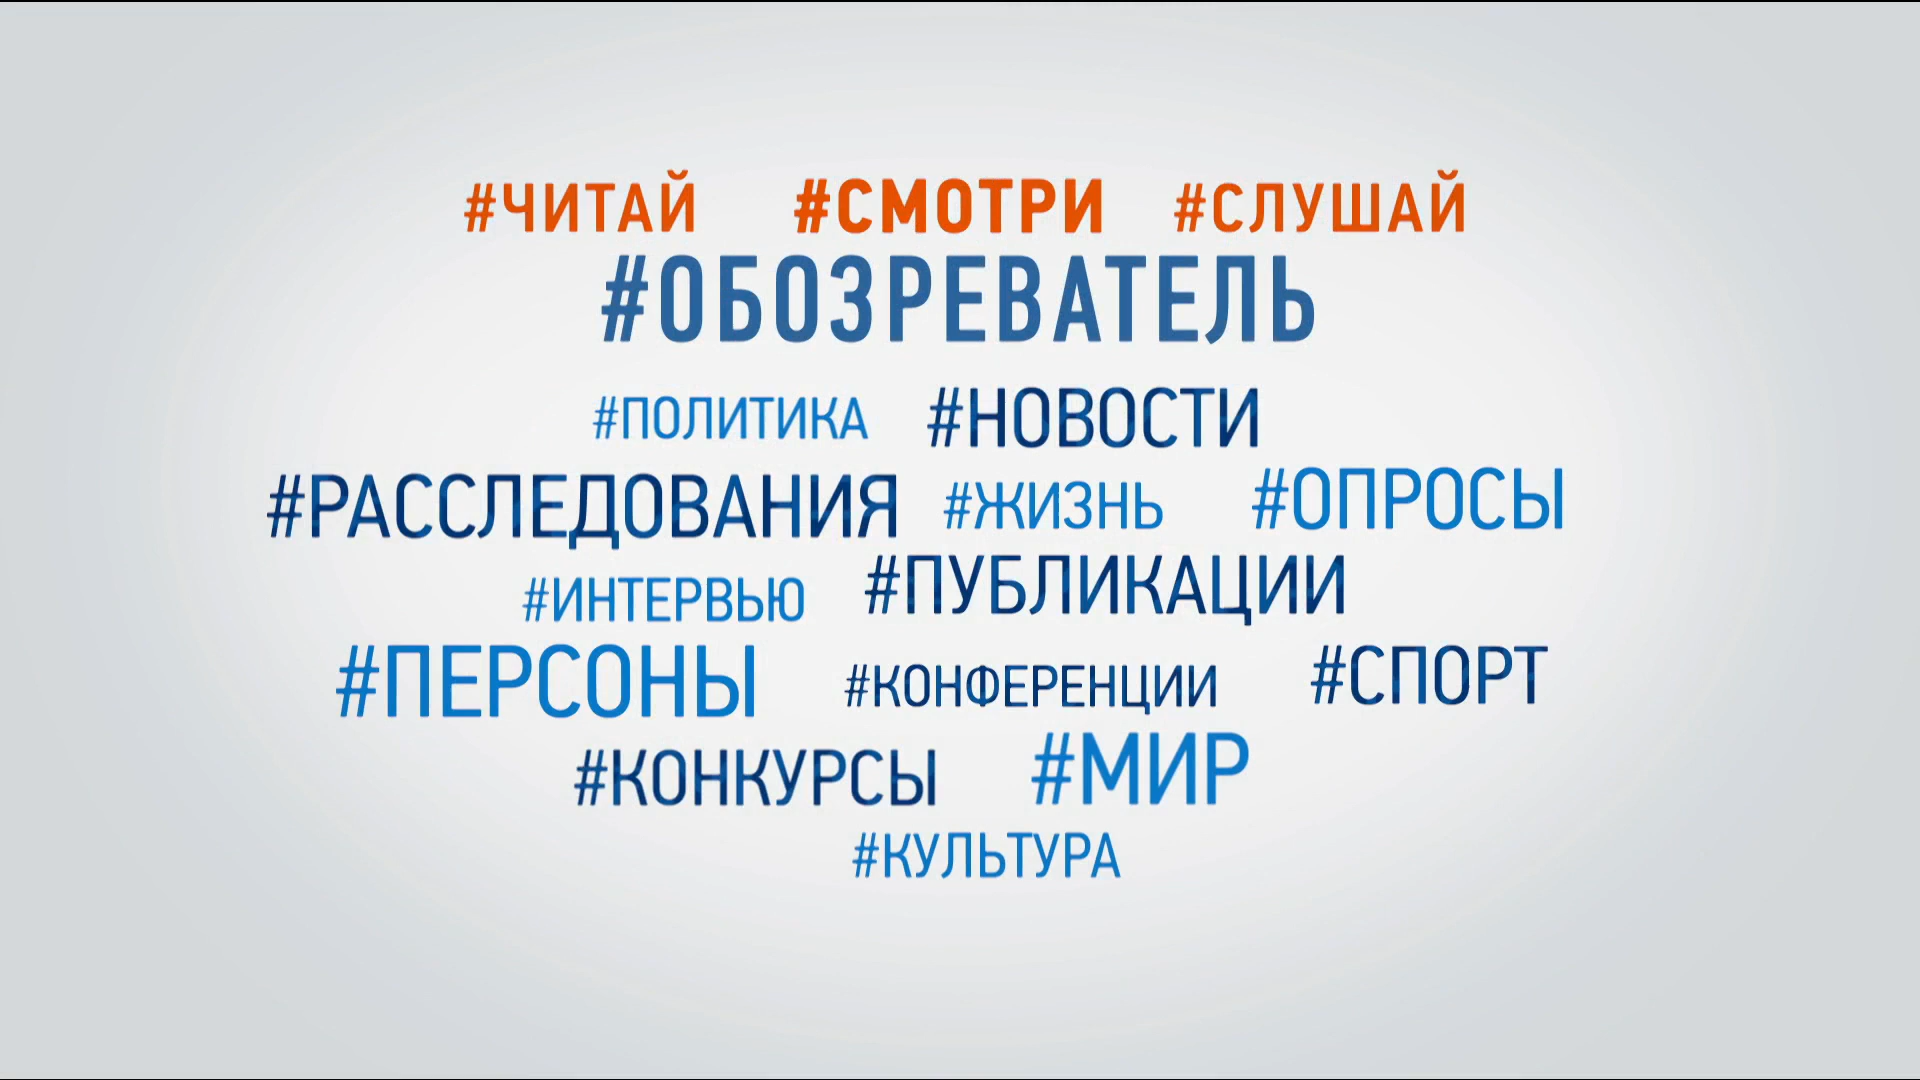 #ЧИТАЙ #СМОТРИ #СЛУШАЙ
#ОБОЗРЕВАТЕЛЬ
#ПОЛИТИКА #НОВОСТИ
#РАССЛЕДОВАНИЯ #ЖИЗНЬ #ОПРОСЫ
#ИНТЕРВЬЮ #ПУБЛИКАЦИИ
#ПЕРСОНЫ #КОНФЕРЕНЦИИ #СПОРТ
#КОНКУРСЫ #МИР
#КУЛЬТУРА